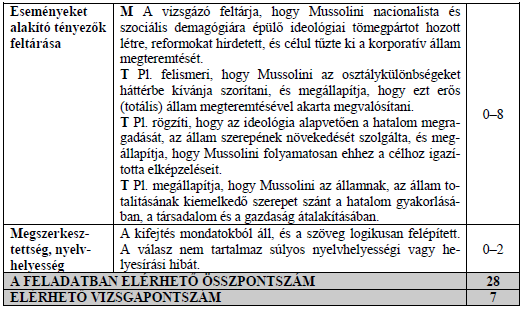 Eseményeket
alakító tényezők
feltárása
M A vizsgázó feltárja, hogy Mussolini nacionalista és
szociális demagógiára épülő ideológiai tömegpártot hozott
létre, reformokat hirdetett, és célul tűzte ki a korporatív állam
megteremtését.
T Pl. felismeri, hogy Mussolini az osztálykülönbségeket
háttérbe kívánja szorítani, és megállapítja, hogy ezt erős
(totális) állam megteremtésével akarta megvalósítani.
T Pl. rögzíti, hogy az ideológia alapvetően a hatalom megra-
gadását, az állam szerepének növekedését szolgálta, és meg-
állapítja, hogy Mussolini folyamatosan ehhez a célhoz igazí-
totta elképzeléseit.
T Pl. megállapítja, hogy Mussolini az államnak, az állam to-
talitásának kiemelkedő szerepet szánt a hatalom gyakorlásá-
ban, a társadalom és a gazdaság átalakításában.
0–8
Megszerkesz-
tettség, nyelv-
helyesség
A kifejtés mondatokból áll, és a szöveg logikusan felépített.
A válasz nem tartalmaz súlyos nyelvhelyességi vagy he-
lyesírási hibát.
0–2
A FELADATBAN ELÉRHETŐ ÖSSZPONTSZÁM 28
ELÉRHETŐ VIZSGAPONTSZÁM 7